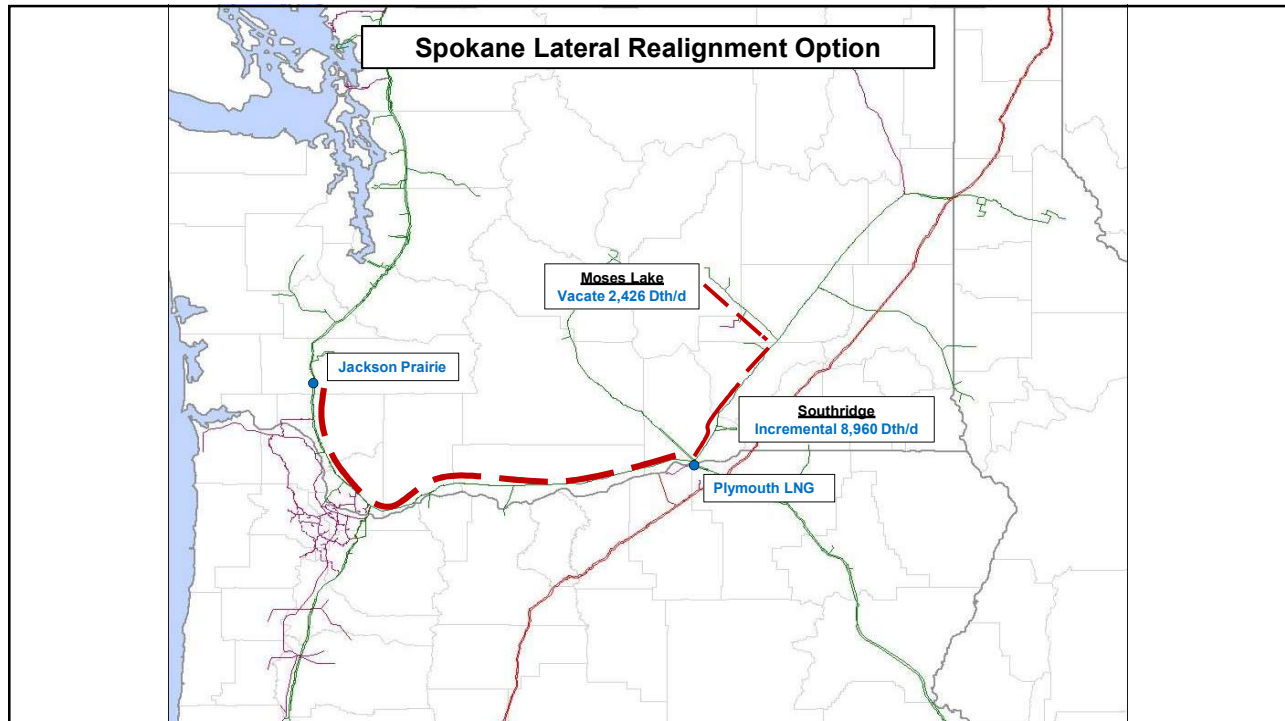 Spokane Lateral Realignment Option
Moses Lake
Vacate 2,426 Dth/d
Jackson Prairie
Southridge
Incremental 8,960 Dth/d
Plymouth LNG